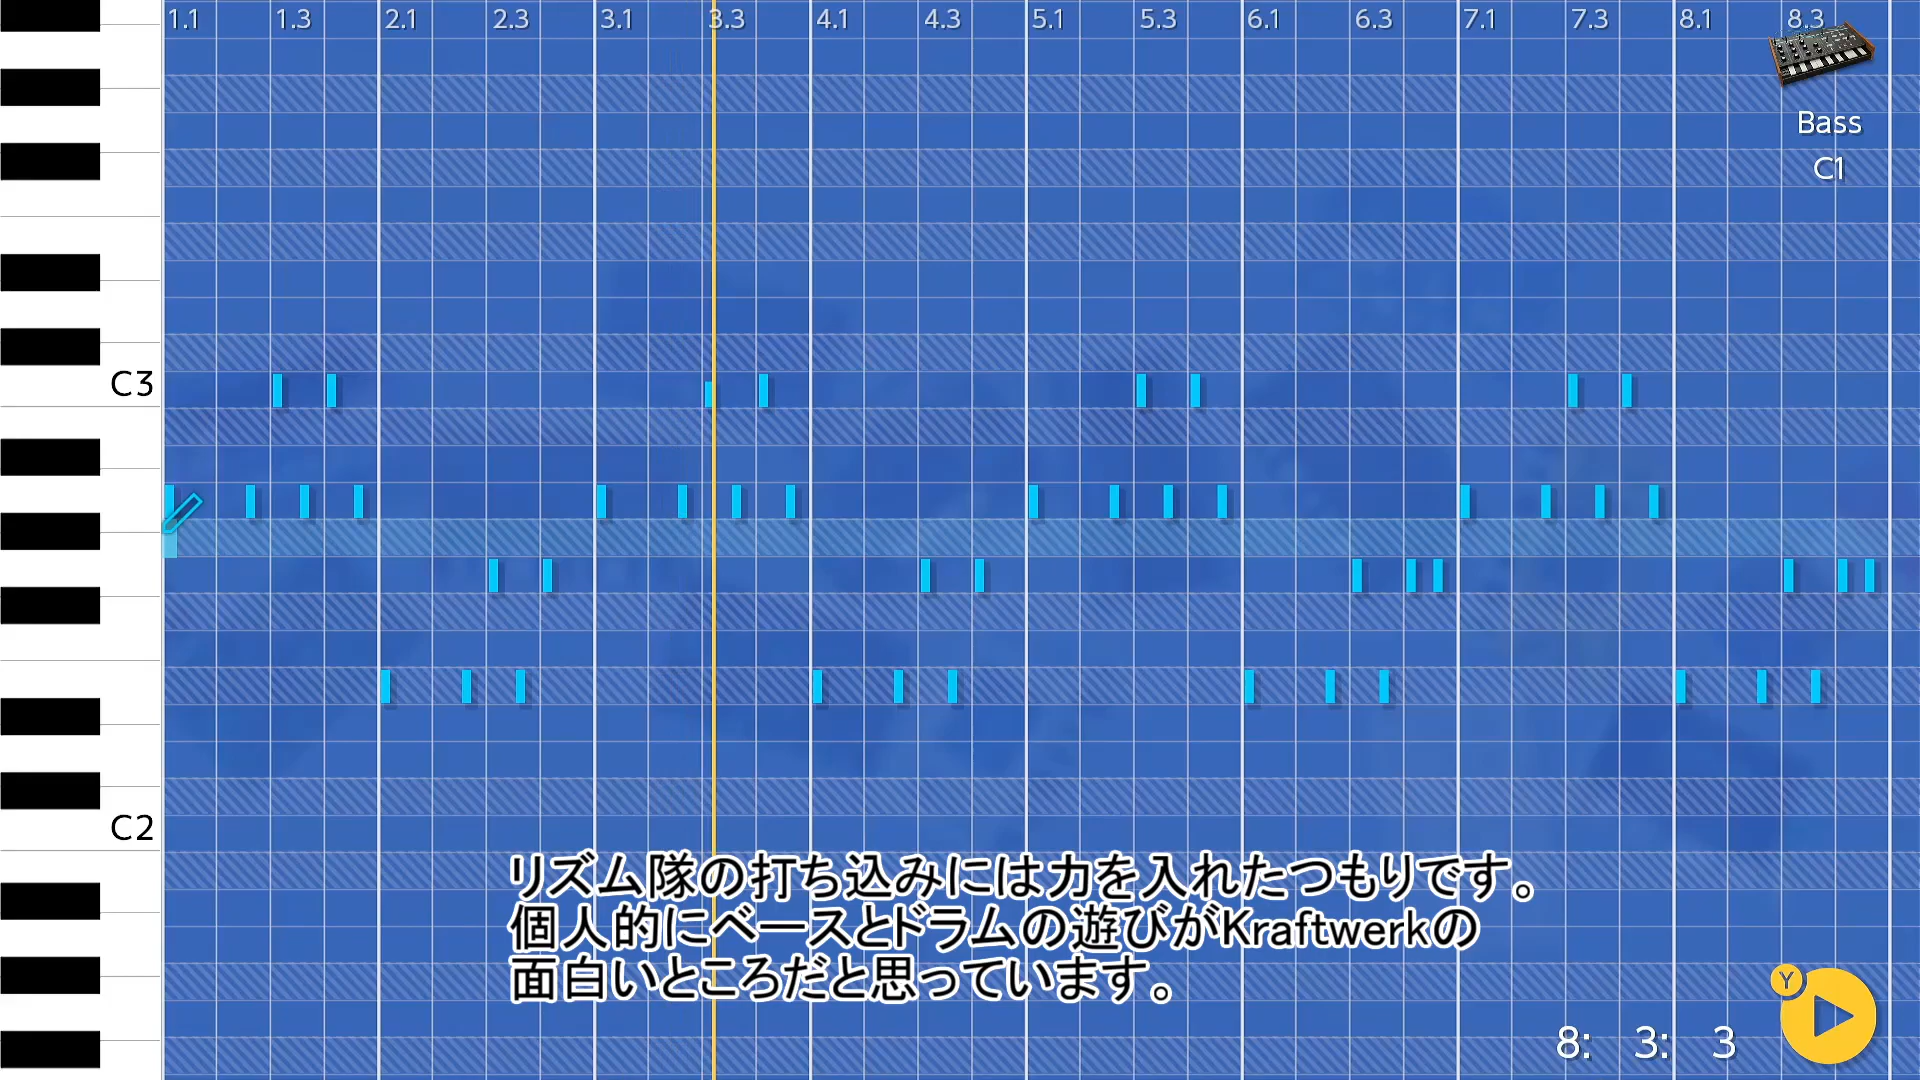 1.1 1.3 2.1 2.3 3.1 3.3 4.1 4.3 5.1 5.3 6.1 6.3 7.1 7.3 8.1 8.3
Bass
C1
C3
C2
リズム隊の打ち込みには力を入れたつもりです。
個人的にベースとドラムの遊びがKraftwerkの
面白いところだと思っています。
Y
8: 3: 3